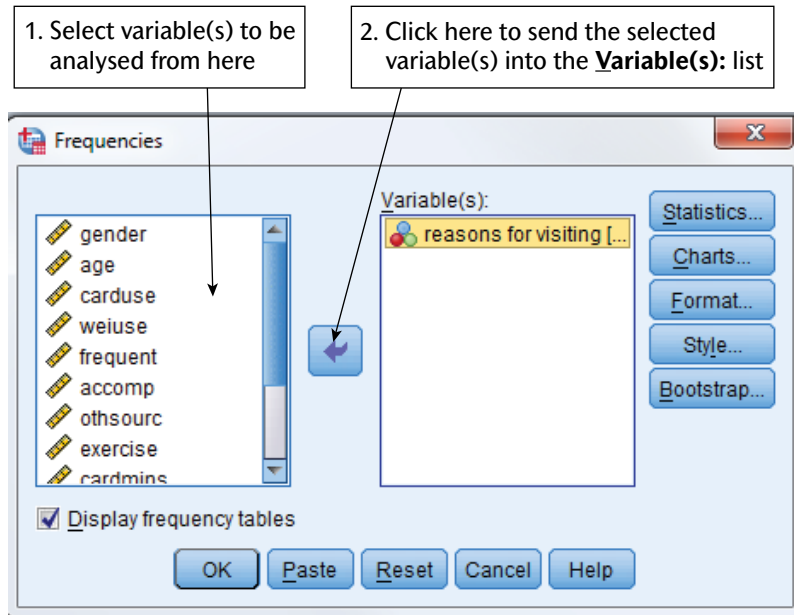 1. Select variable(s) to be
analysed from here
2. Click here to send the selected
variable(s) into the Variable(s): list
Frequencies
gender
age
carduse
weiuse
frequent
accomp
othsourc
exercise
cardmins
Variable(s):
reasons for visiting [...
Statistics...
Charts...
Format...
Style...
Bootstrap...
Display frequency tables
OK Paste Reset Cancel Help